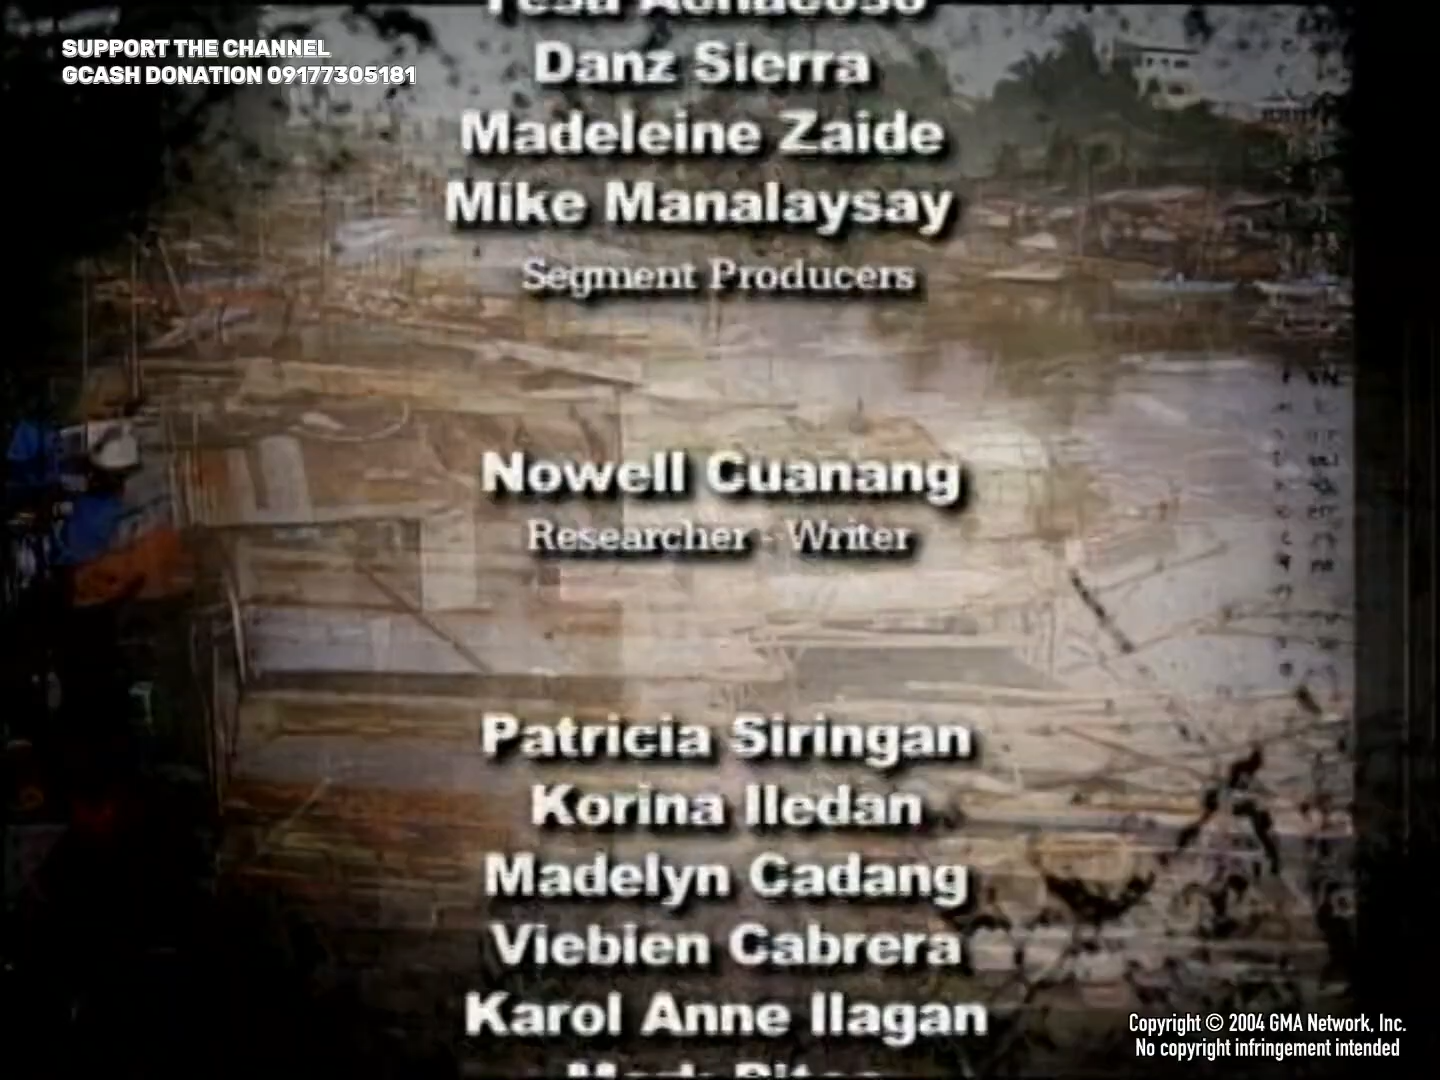 SUPPORT THE CHANNEL
GCASH DONATION 09177305181
Danz Sierra
Madeleine Zaide
Mike Manalaysay
Segment Producers
Nowell Cuanang
Researcher - Writer
Patricia Siringan
Korina Iledan
Madelyn Cadang
Viebien Cabrera
Karol Anne Ilagan
Copyright © 2004 GMA Network, Inc.
No copyright infringement intended